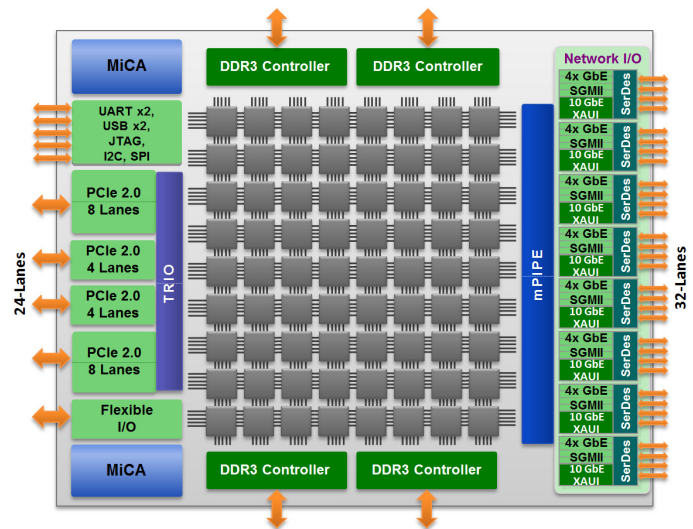 MiCA
DDR3 Controller
DDR3 Controller
Network I/O
UART x2,
USB x2,
JTAG,
I2C, SPI
PCIe 2.0
8 Lanes
PCIe 2.0
4 Lanes
PCIe 2.0
4 Lanes
PCIe 2.0
8 Lanes
TRIO
24-Lanes
Flexible
I/O
MiCA
DDR3 Controller
DDR3 Controller
mPIPE
4x GbE
SGMII
10 GbE
XAUI
SerDes
4x GbE
SGMII
10 GbE
XAUI
SerDes
4x GbE
SGMII
10 GbE
XAUI
SerDes
4x GbE
SGMII
10 GbE
XAUI
SerDes
4x GbE
SGMII
10 GbE
XAUI
SerDes
4x GbE
SGMII
10 GbE
XAUI
SerDes
4x GbE
SGMII
10 GbE
XAUI
SerDes
4x GbE
SGMII
10 GbE
XAUI
SerDes
32-Lanes